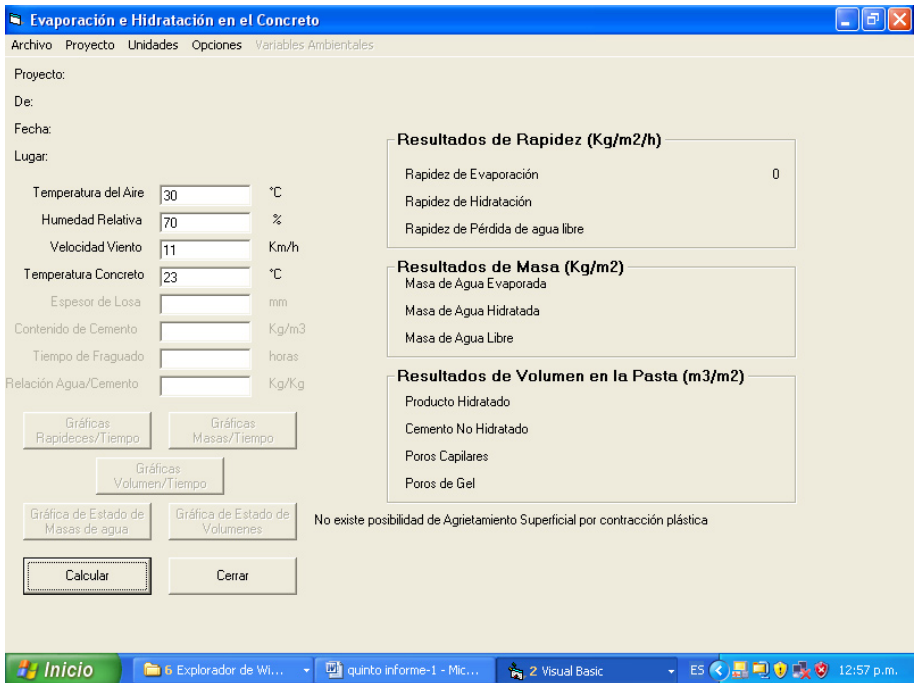 Evaporación e Hidratación en el Concreto
Archivo Proyecto Unidades Opciones Variables Ambientales
Proyecto:
De:
Fecha:
Lugar:
Temperatura del Aire 30 °C
Humedad Relativa 70 %
Velocidad Viento 11 Km/h
Temperatura Concreto 23 °C
Espesor de Losa mm
Contenido de Cemento Kg/m3
Tiempo de Fraguado horas
Relación Agua/Cemento Kg/Kg
Gráficas
Rapideces/Tiempo
Gráficas
Masas/Tiempo
Gráficas
Volumen/Tiempo
Gráfica de Estado de
Masas de agua
Gráfica de Estado de
Volumenes
Calcular
Cerrar
Resultados de Rapidez (Kg/m2/h)
Rapidez de Evaporación 0
Rapidez de Hidratación
Rapidez de Pérdida de agua libre
Resultados de Masa (Kg/m2)
Masa de Agua Evaporada
Masa de Agua Hidratada
Masa de Agua Libre
Resultados de Volumen en la Pasta (m3/m2)
Producto Hidratado
Cemento No Hidratado
Poros Capilares
Poros de Gel
No existe posibilidad de Agrietamiento Superficial por contracción plástica
Inicio 6 Explorador de Wi... quinto informe-1 - Mic... 2 Visual Basic ES 12:57 p.m.